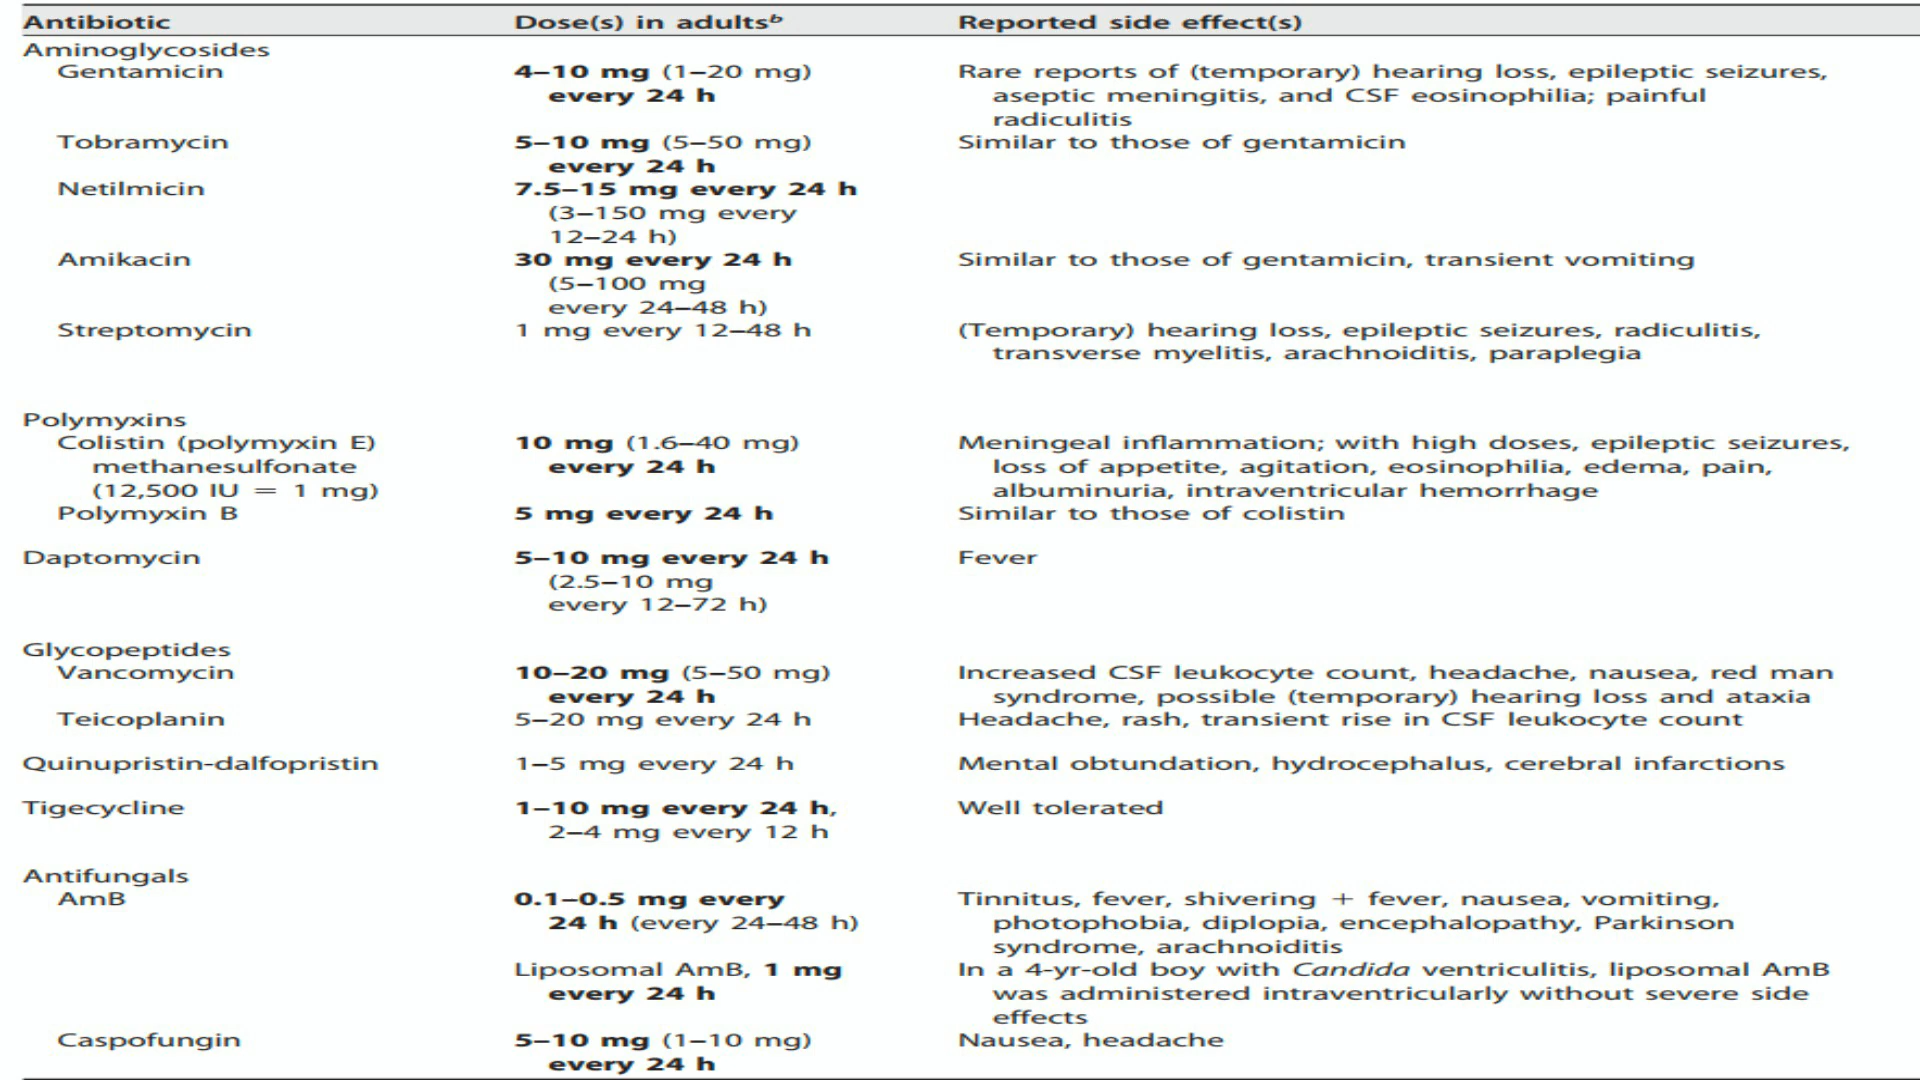 Antibiotic Dose(s) in adultsᵇ Reported side effect(s)
Aminoglycosides
Gentamicin 4–10 mg (1–20 mg) Rare reports of (temporary) hearing loss, epileptic seizures,
every 24 h aseptic meningitis, and CSF eosinophilia; painful
radiculitis
Tobramycin 5–10 mg (5–50 mg) Similar to those of gentamicin
every 24 h
Netilmicin 7.5–15 mg every 24 h
(3–150 mg every
12–24 h)
Amikacin 30 mg every 24 h Similar to those of gentamicin, transient vomiting
(5–100 mg
every 24–48 h)
Streptomycin 1 mg every 12–48 h (Temporary) hearing loss, epileptic seizures, radiculitis,
transverse myelitis, arachnoiditis, paraplegia
Polymyxins
Colistin (polymyxin E) 10 mg (1.6–40 mg) Meningeal inflammation; with high doses, epileptic seizures,
methanesulfonate every 24 h loss of appetite, agitation, eosinophilia, edema, pain,
(12,500 IU = 1 mg) albuminuria, intraventricular hemorrhage
Polymyxin B 5 mg every 24 h Similar to those of colistin
Daptomycin 5–10 mg every 24 h Fever
(2.5–10 mg
every 12–72 h)
Glycopeptides
Vancomycin 10–20 mg (5–50 mg) Increased CSF leukocyte count, headache, nausea, red man
every 24 h syndrome, possible (temporary) hearing loss and ataxia
Teicoplanin 5–20 mg every 24 h Headache, rash, transient rise in CSF leukocyte count
Quinupristin-dalfopristin 1–5 mg every 24 h Mental obtundation, hydrocephalus, cerebral infarctions
Tigecycline 1–10 mg every 24 h, Well tolerated
2–4 mg every 12 h
Antifungals
AmB 0.1–0.5 mg every Tinnitus, fever, shivering + fever, nausea, vomiting,
24 h (every 24–48 h) photophobia, diplopia, encephalopathy, Parkinson
syndrome, arachnoiditis
Liposomal AmB, 1 mg In a 4-yr-old boy with Candida ventriculitis, liposomal AmB
every 24 h was administered intraventricularly without severe side
effects
Caspofungin 5–10 mg (1–10 mg) Nausea, headache
every 24 h